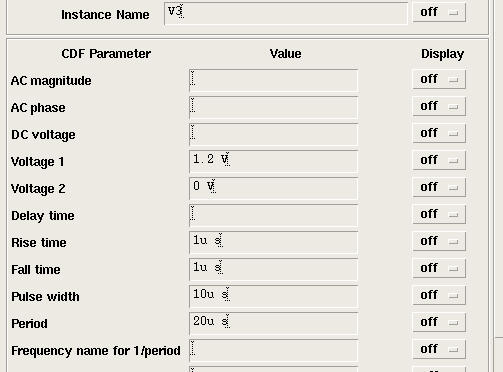 Instance Name V3 off
CDF Parameter Value Display
AC magnitude off
AC phase off
DC voltage off
Voltage 1 1.2 V off
Voltage 2 0 V off
Delay time off
Rise time 1u s off
Fall time 1u s off
Pulse width 10u s off
Period 20u s off
Frequency name for 1/period off